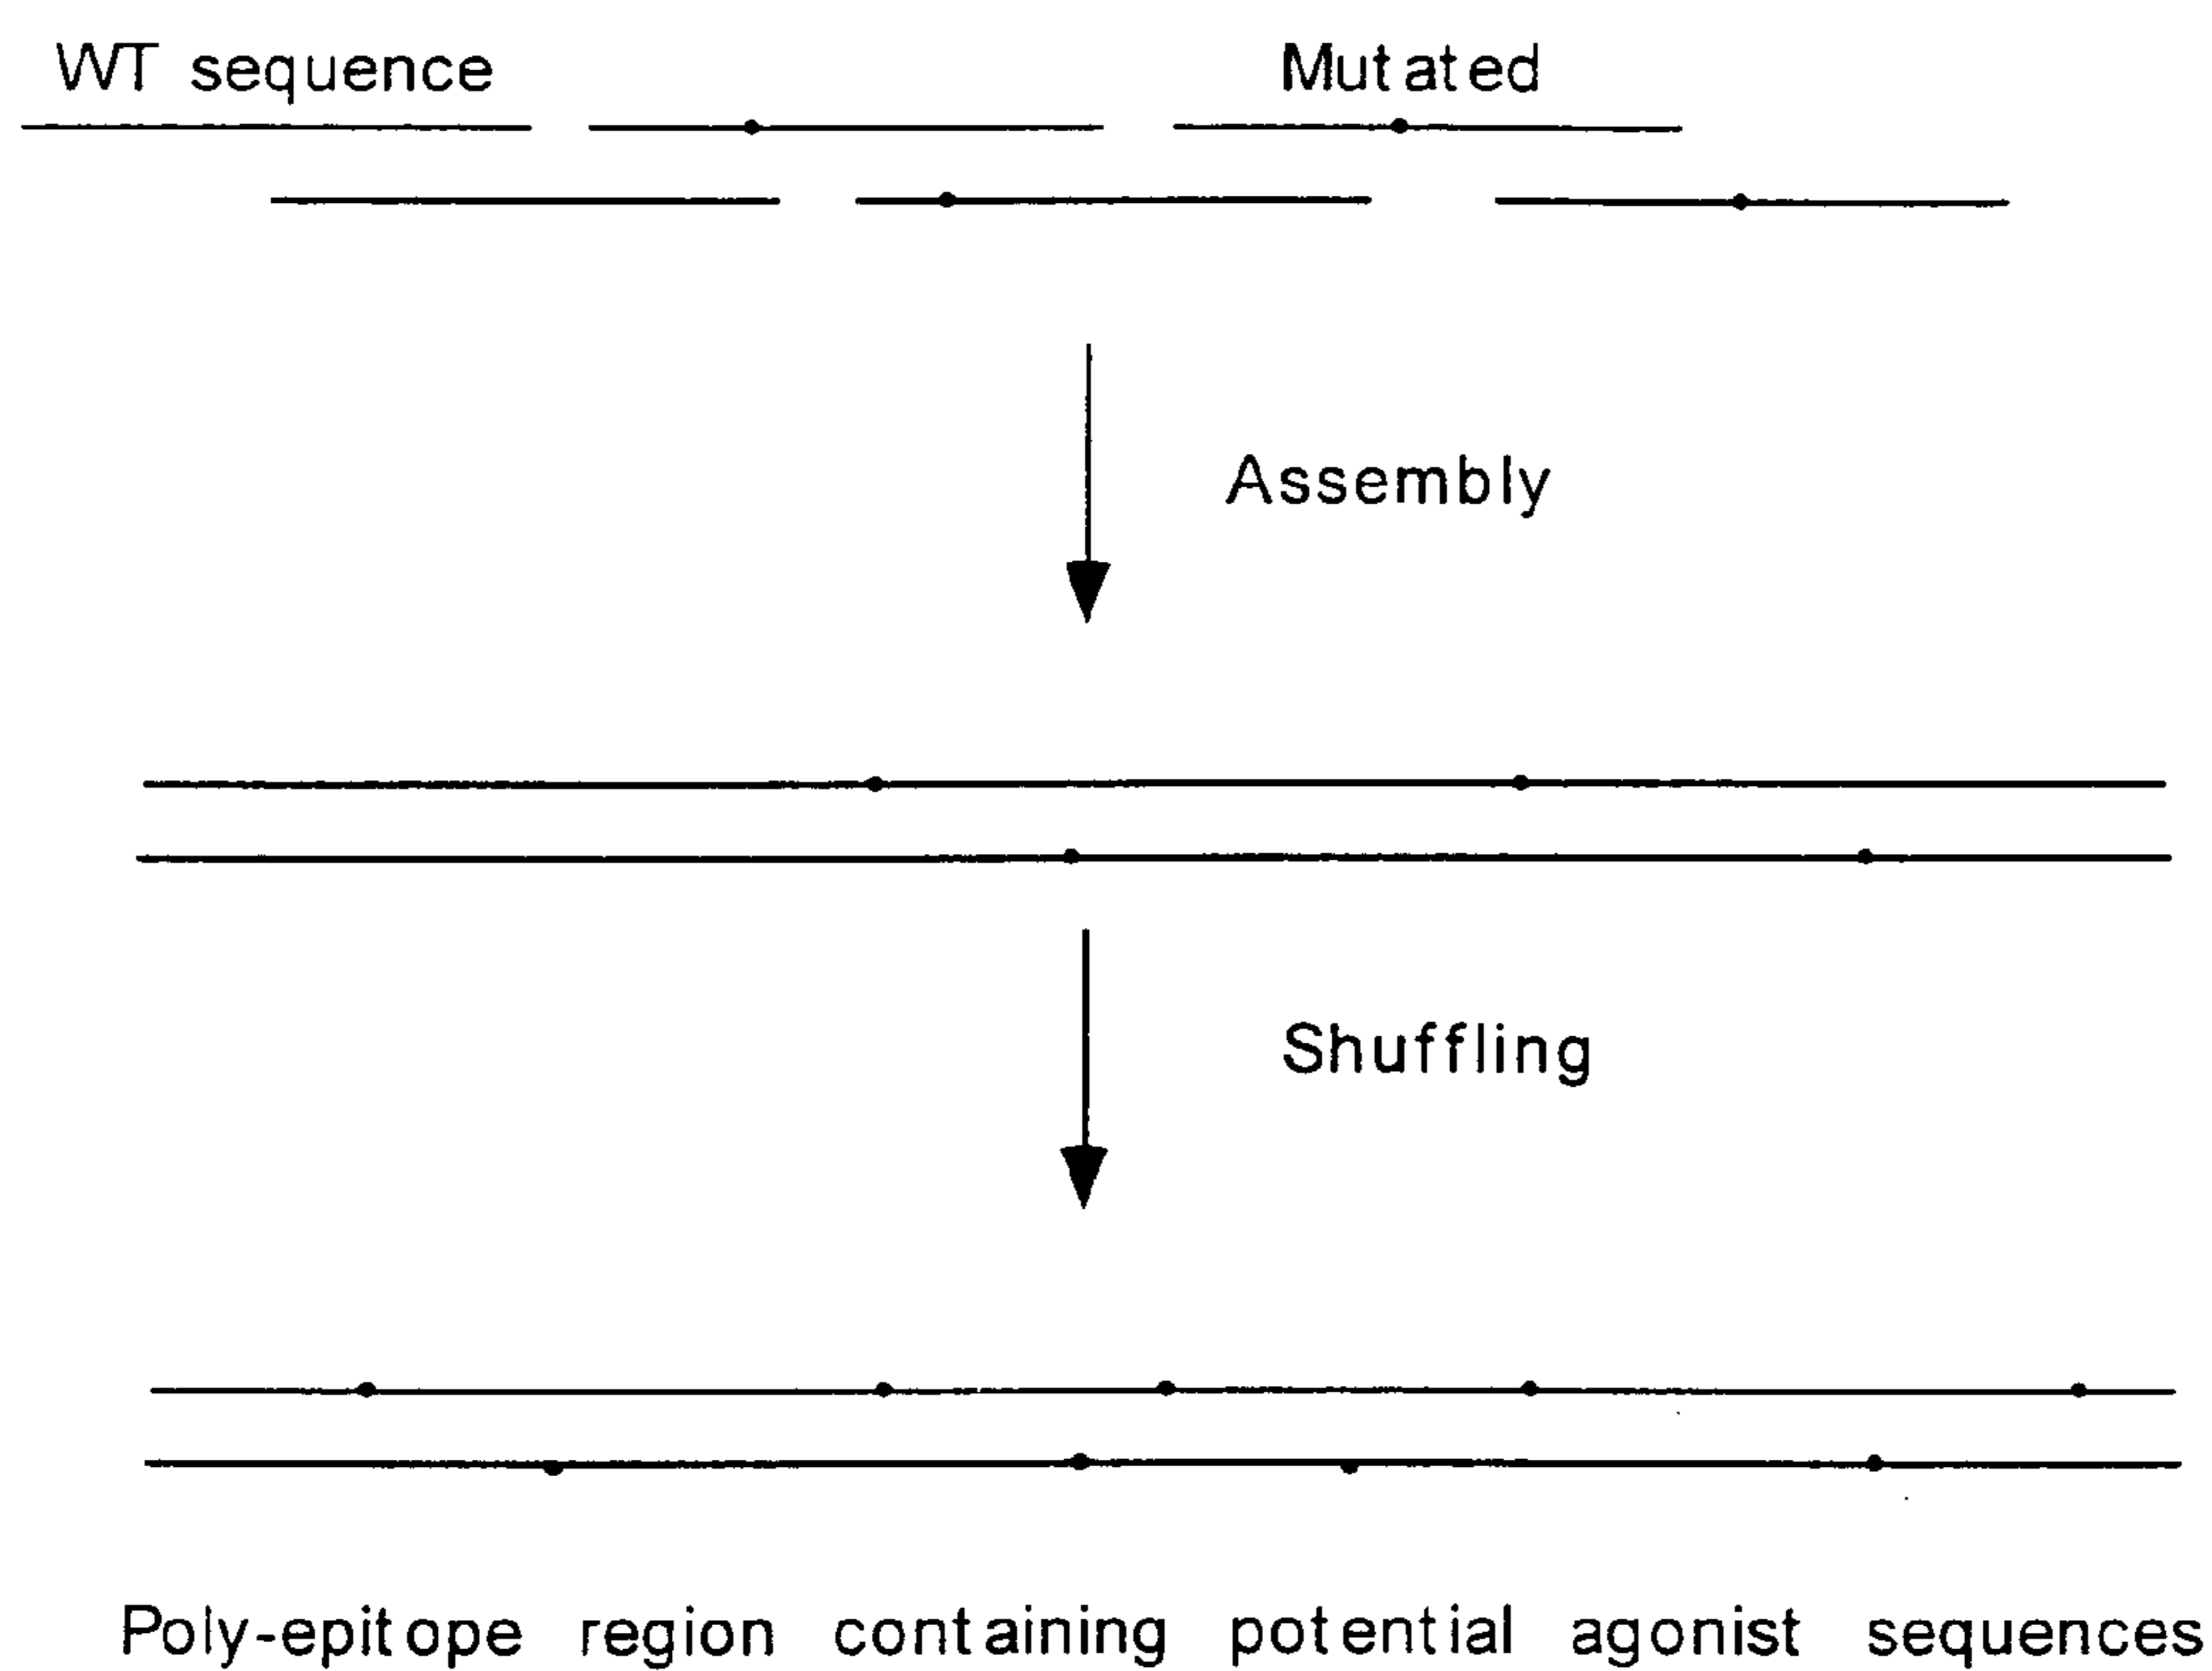 WT sequence
Mutated
Assembly
Shuffling
Poly-epitope region containing potential agonist sequences